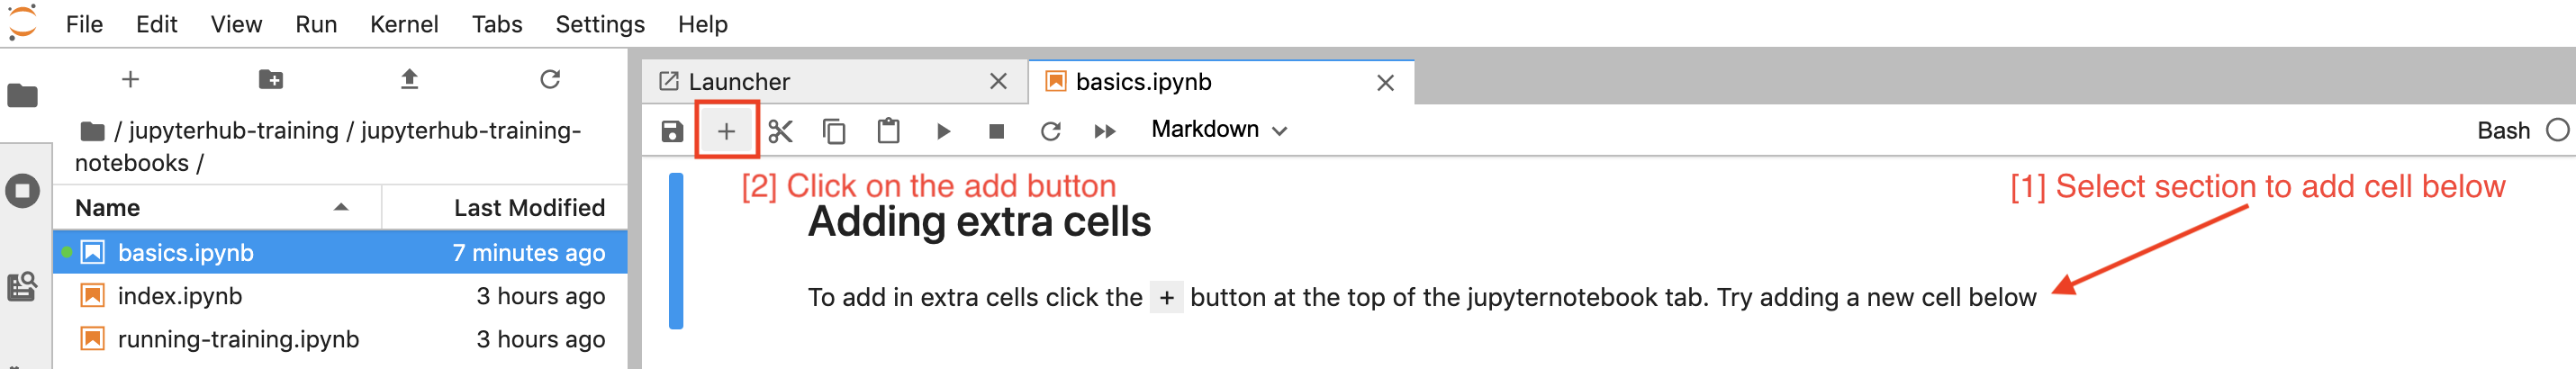 File Edit View Run Kernel Tabs Settings Help
/ jupyterhub-training / jupyterhub-training-
notebooks /
Name Last Modified
basics.ipynb 7 minutes ago
index.ipynb 3 hours ago
running-training.ipynb 3 hours ago
Launcher basics.ipynb
Markdown Bash
[2] Click on the add button
[1] Select section to add cell below
Adding extra cells
To add in extra cells click the + button at the top of the jupyternotebook tab. Try adding a new cell below